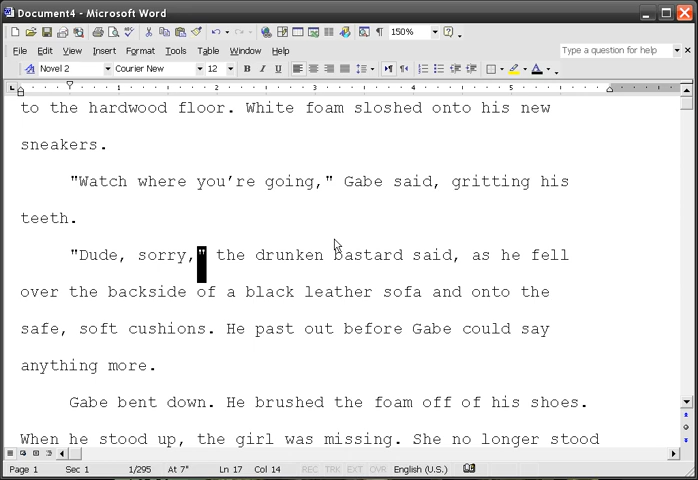 Document4 - Microsoft Word
150%
File Edit View Insert Format Tools Table Window Help
Type a question for help
Novel 2 Courier New 12 B I U
1 2 3 4 5
to the hardwood floor. White foam sloshed onto his new
sneakers.
"Watch where you’re going," Gabe said, gritting his
teeth.
"Dude, sorry," the drunken bastard said, as he fell
over the backside of a black leather sofa and onto the
safe, soft cushions. He past out before Gabe could say
anything more.
Gabe bent down. He brushed the foam off of his shoes.
When he stood up, the girl was missing. She no longer stood
Page 1 Sec 1 1/295 At 7" Ln 17 Col 14 REC TRK EXT OVR English (U.S.)